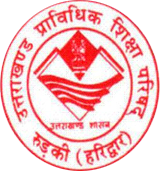 उत्तराखण्ड प्राविधिक शिक्षा परिषद्
उत्तराखण्ड शासन
रुड़की (हरिद्वार)